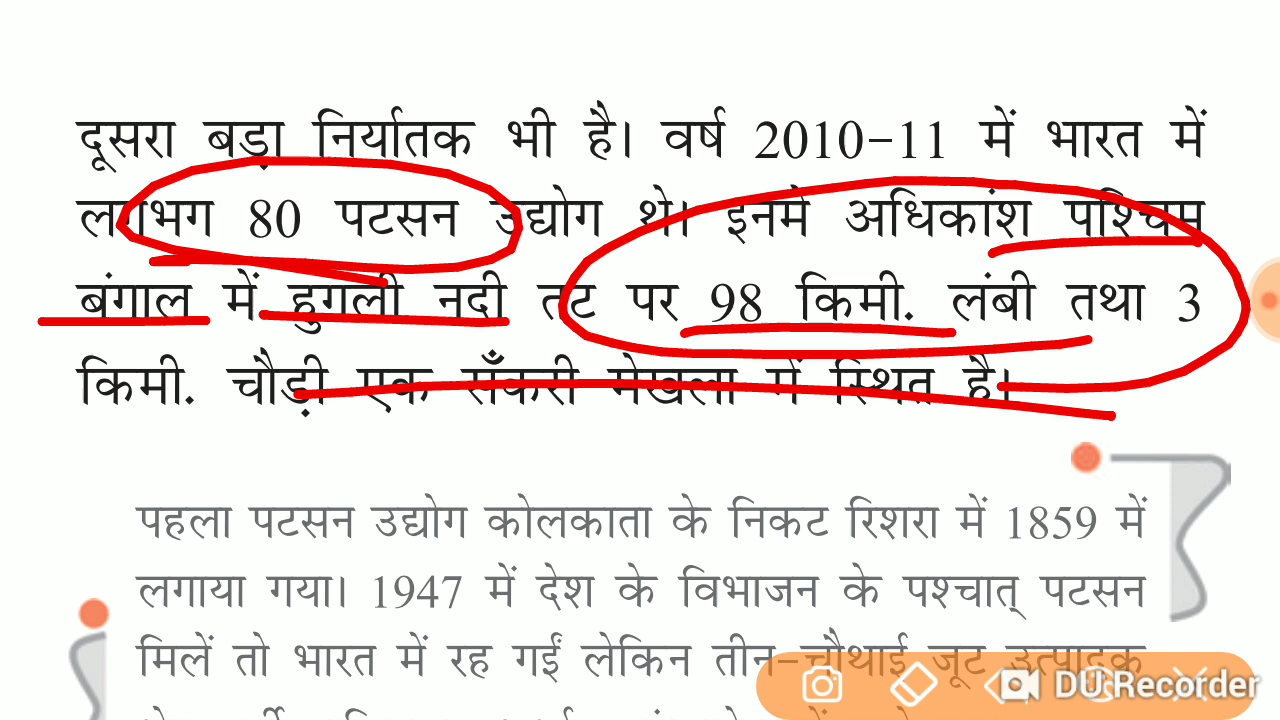 दूसरा बड़ा निर्यातक भी है। वर्ष 2010-11 में भारत में
लगभग 80 पटसन उद्योग थे। इनमें अधिकांश पश्चिम
बंगाल में हुगली नदी तट पर 98 किमी. लंबी तथा 3
किमी. चौड़ी एक सँकरी मेखला में स्थित है।
पहला पटसन उद्योग कोलकाता के निकट रिशरा में 1859 में
लगाया गया। 1947 में देश के विभाजन के पश्चात् पटसन
मिलें तो भारत में रह गईं लेकिन तीन-चौथाई जूट उत्पादक
DU Recorder